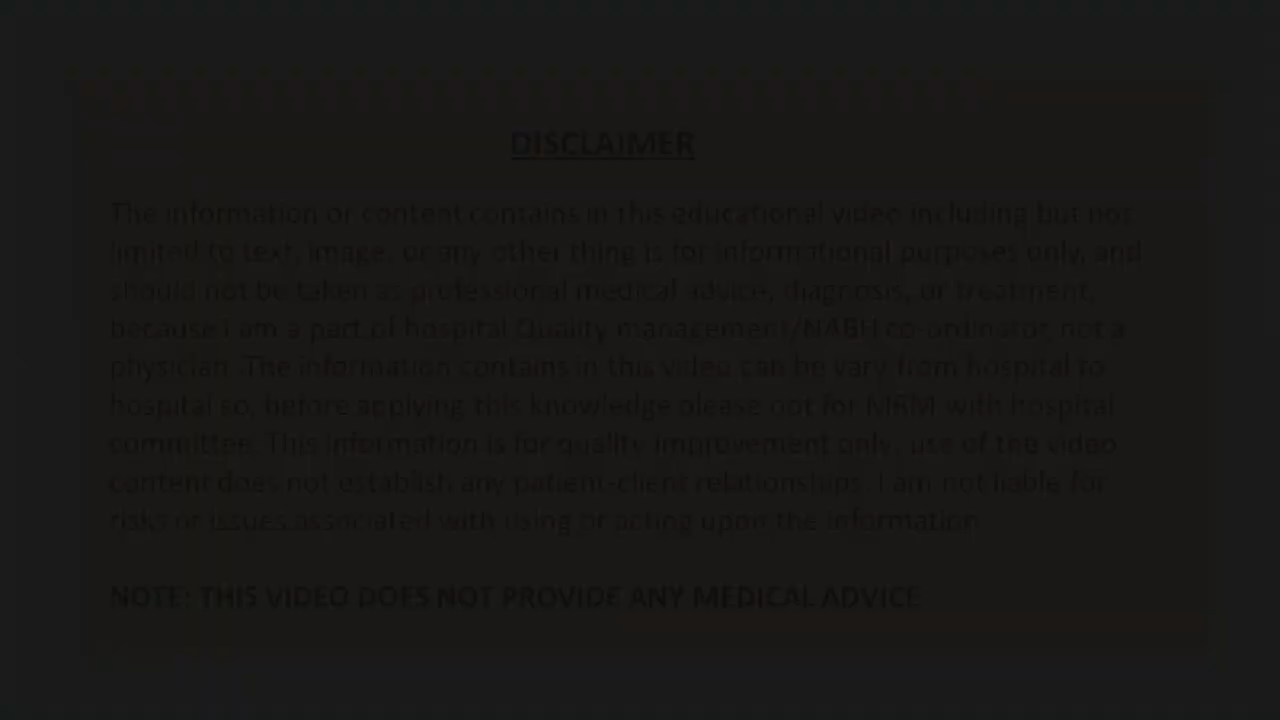 DISCLAIMER
The information or content contains in this educational video including but not
limited to text, image, or any other thing is for informational purposes only, and
should not be taken as professional medical advice, diagnosis, or treatment,
because I am a part of hospital Quality management/NABH co-ordinator not a
physician. The information contains in this video can be vary from hospital to
hospital so, before applying this knowledge please opt for MRM with hospital
committee. This information is for quality improvement only, use of the video
content does not establish any patient-client relationships. I am not liable for
risks or issues associated with using or acting upon the information
NOTE: THIS VIDEO DOES NOT PROVIDE ANY MEDICAL ADVICE